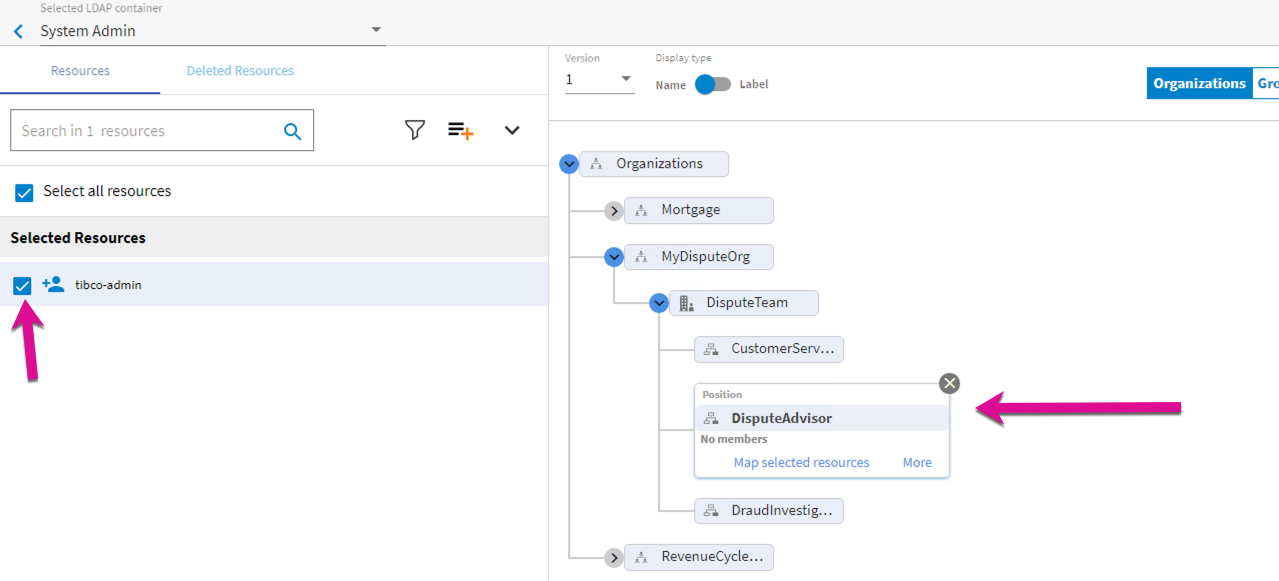 Selected LDAP container
System Admin
Resources
Deleted Resources
Search in 1 resources
Select all resources
Selected Resources
tibco-admin
Version
1
Display type
Name
Label
Organizations
Gro
Organizations
Mortgage
MyDisputeOrg
DisputeTeam
CustomerServ...
Position
DisputeAdvisor
No members
Map selected resources
More
DraudInvestig...
RevenueCycle...